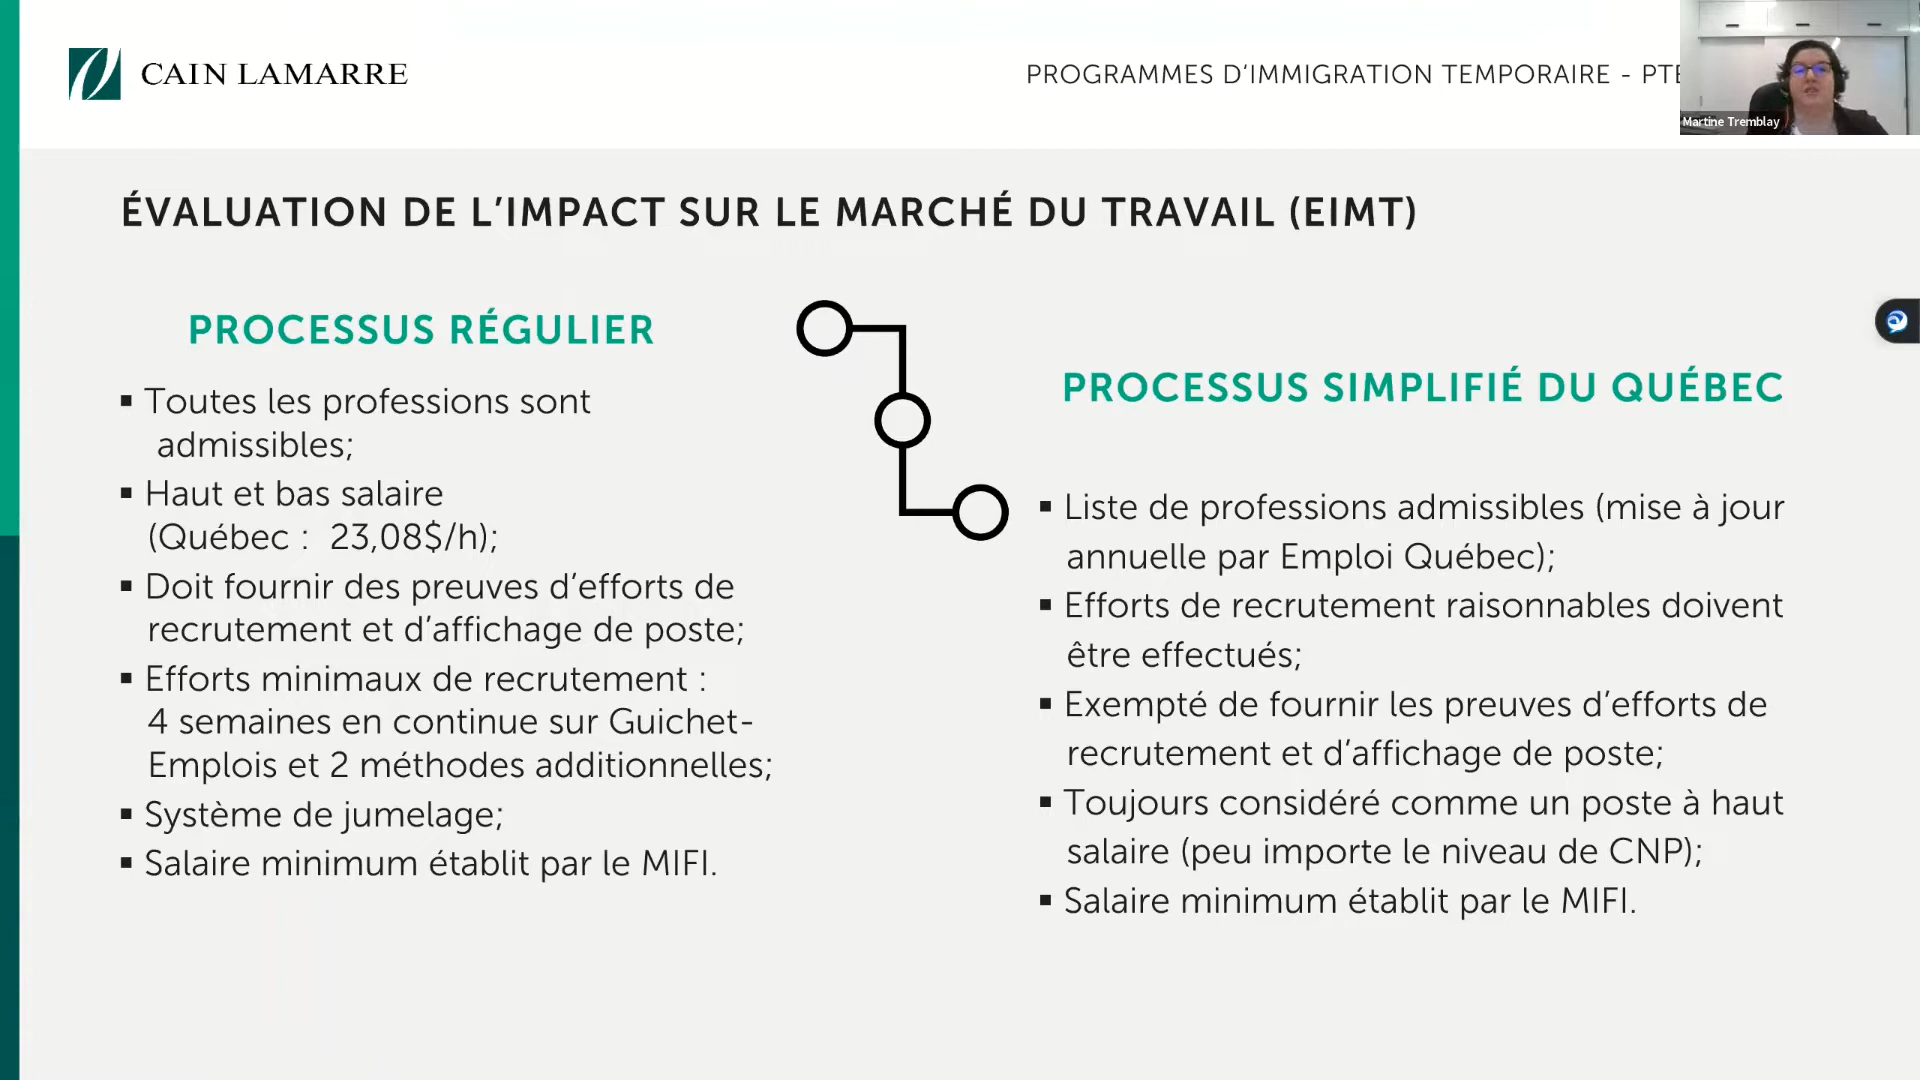 CAIN LAMARRE
PROGRAMMES D’IMMIGRATION TEMPORAIRE -
Martine Tremblay
ÉVALUATION DE L’IMPACT SUR LE MARCHÉ DU TRAVAIL (EIMT)
PROCESSUS RÉGULIER
▪ Toutes les professions sont
admissibles;
▪ Haut et bas salaire
(Québec : 23,08$/h);
▪ Doit fournir des preuves d’efforts de
recrutement et d’affichage de poste;
▪ Efforts minimaux de recrutement :
4 semaines en continue sur Guichet-
Emplois et 2 méthodes additionnelles;
▪ Système de jumelage;
▪ Salaire minimum établit par le MIFI.
PROCESSUS SIMPLIFIÉ DU QUÉBEC
▪ Liste de professions admissibles (mise à jour
annuelle par Emploi Québec);
▪ Efforts de recrutement raisonnables doivent
être effectués;
▪ Exempté de fournir les preuves d’efforts de
recrutement et d’affichage de poste;
▪ Toujours considéré comme un poste à haut
salaire (peu importe le niveau de CNP);
▪ Salaire minimum établit par le MIFI.